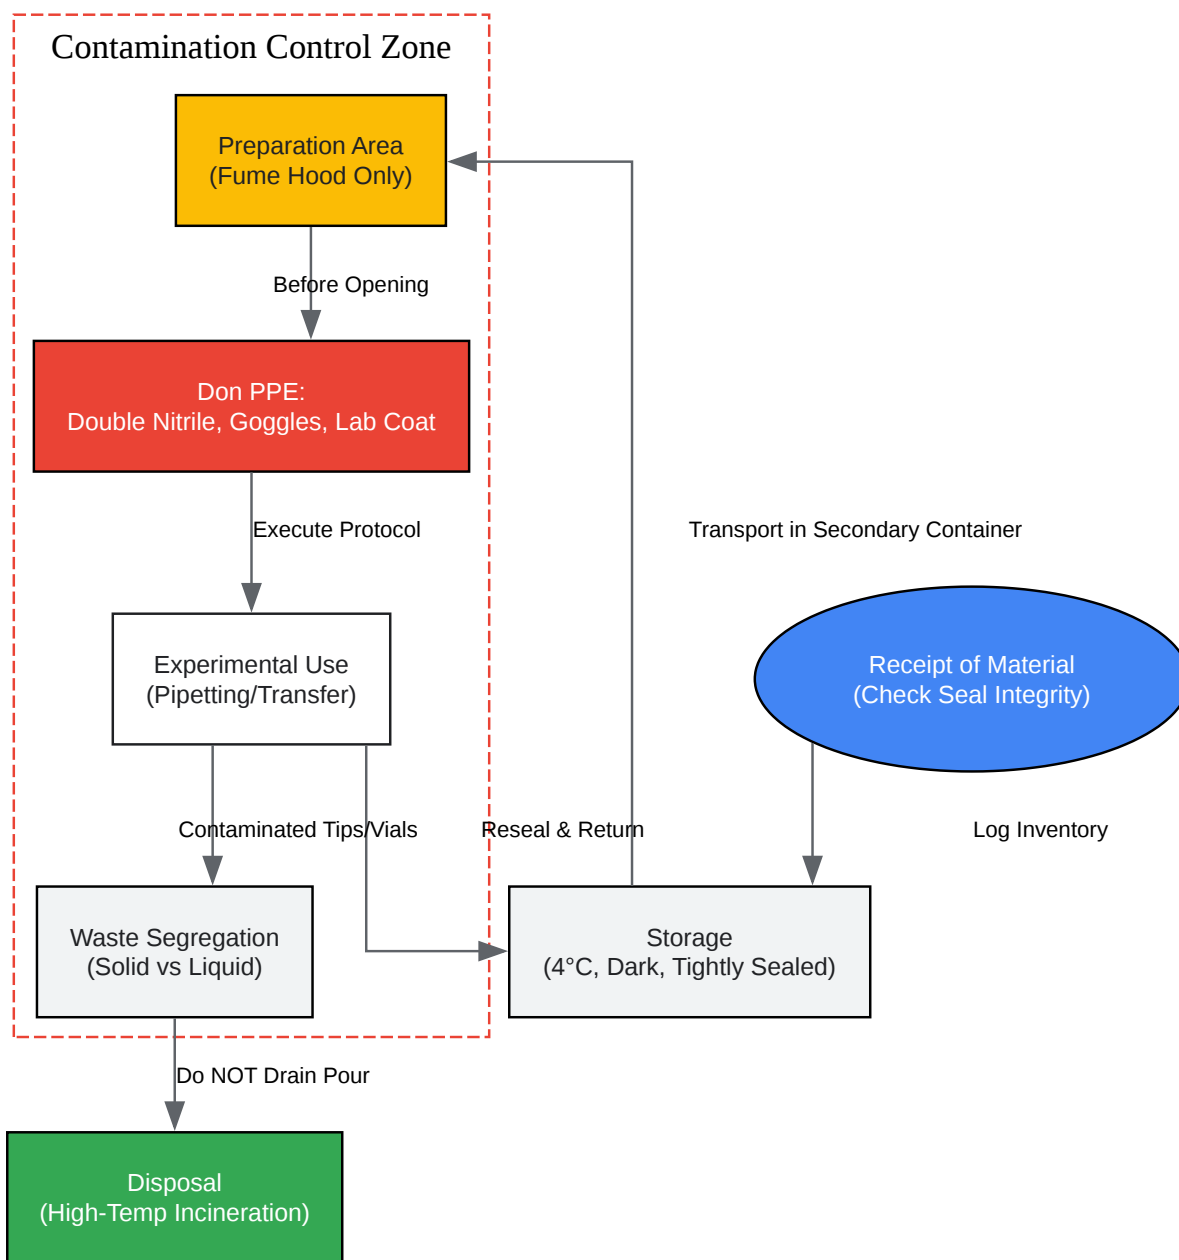 Contamination Control Zone
Preparation Area
(Fume Hood Only)
Before Opening
Don PPE:
Double Nitrile, Goggles, Lab Coat
Execute Protocol
Transport in Secondary Container
Experimental Use
(Pipetting/Transfer)
Receipt of Material
(Check Seal Integrity)
Contaminated Tips/Vials
Reseal & Return
Log Inventory
Waste Segregation
(Solid vs Liquid)
Storage
(4°C, Dark, Tightly Sealed)
Do NOT Drain Pour
Disposal
(High-Temp Incineration)